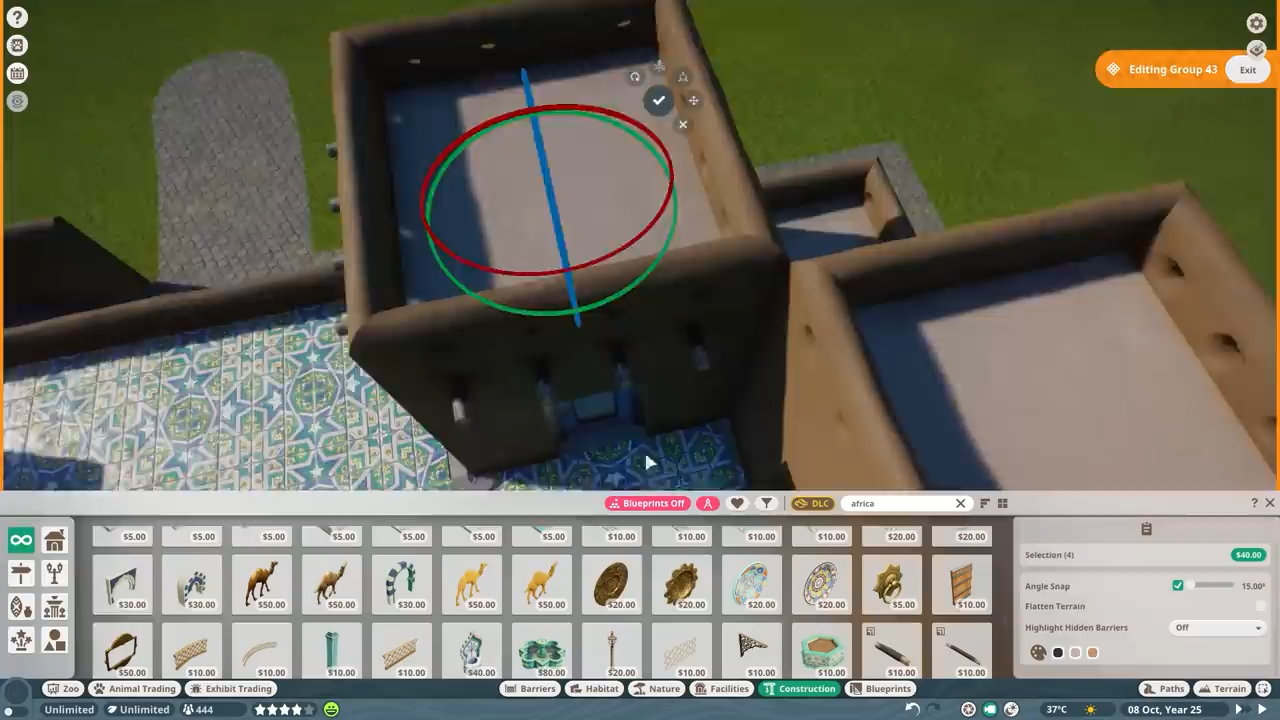 Editing Group 43
Exit
Blueprints Off
DLC
africa
$5.00 $5.00 $5.00 $5.00 $5.00 $5.00 $5.00 $10.00 $10.00 $10.00 $10.00 $20.00 $20.00
$30.00 $30.00 $50.00 $50.00 $30.00 $50.00 $50.00 $20.00 $20.00 $20.00 $20.00 $5.00 $10.00
$50.00 $10.00 $10.00 $10.00 $10.00 $40.00 $80.00 $20.00 $10.00 $10.00 $10.00 $10.00 $10.00
Selection (4) $40.00
Angle Snap 15.00°
Flatten Terrain
Highlight Hidden Barriers Off
Zoo Animal Trading Exhibit Trading Barriers Habitat Nature Facilities Construction Blueprints Paths Terrain
Unlimited Unlimited 444 37°C 08 Oct, Year 25